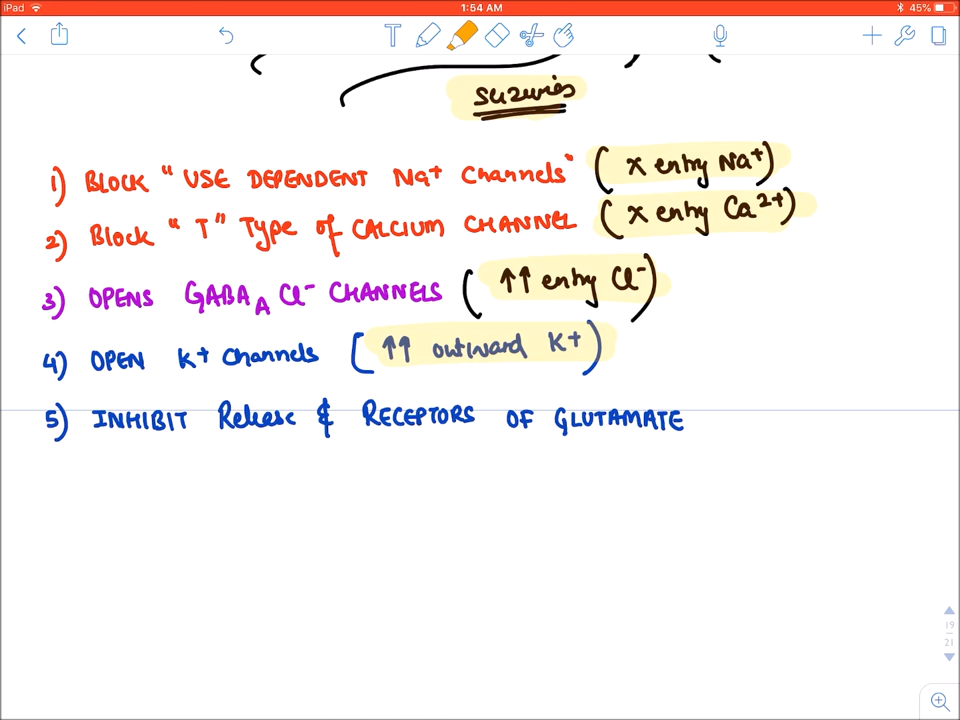 iPad 1:54 AM 45%
T
seizures
1) BLOCK "USE DEPENDENT Na+ Channels" (x entry Na+)
2) Block "T" Type of CALCIUM CHANNEL (x entry Ca2+)
3) OPENS GABA A Cl- CHANNELS (↑↑ entry Cl-)
4) OPEN K+ Channels [↑↑ outward K+)
5) INHIBIT Release & RECEPTORS OF GLUTAMATE
19
21